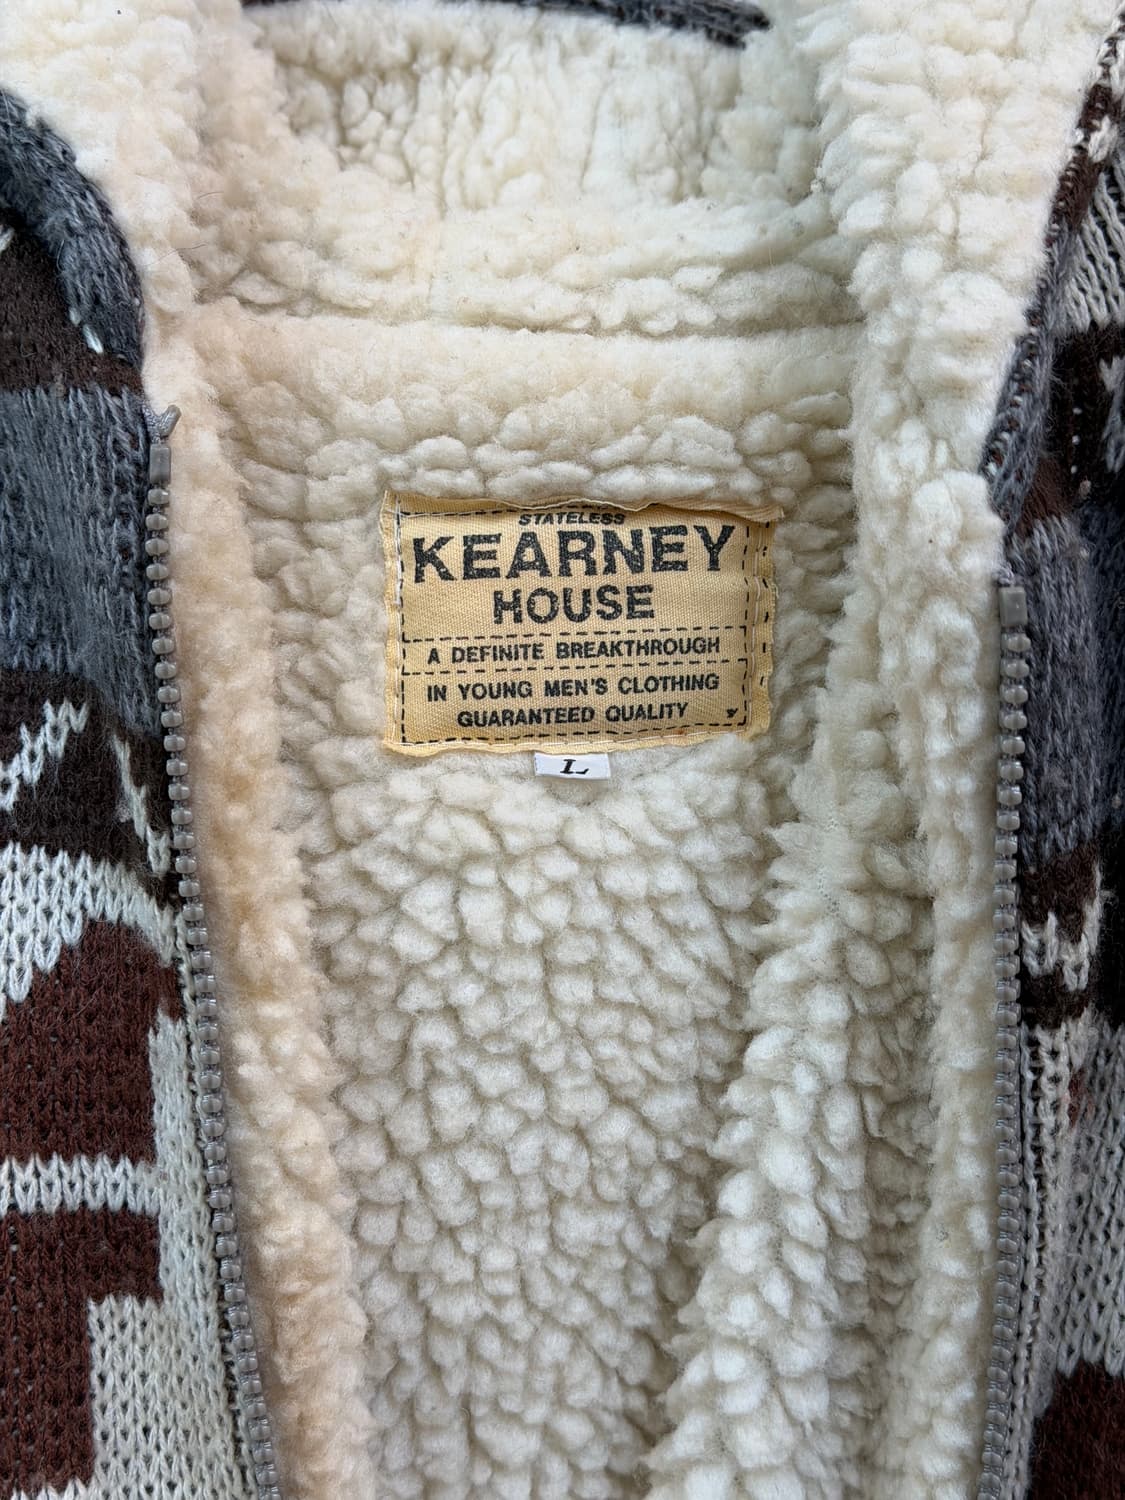 STATELESS
KEARNEY
HOUSE
A DEFINITE BREAKTHROUGH
IN YOUNG MEN'S CLOTHING
GUARANTEED QUALITY
L